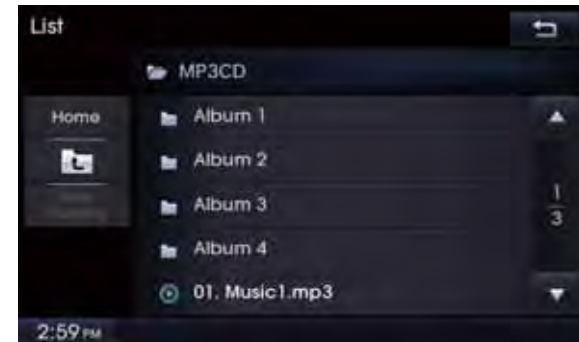 List
MP3CD
Home
Album 1
Album 2
Album 3
1
3
Album 4
01. Music1.mp3
2:59 PM